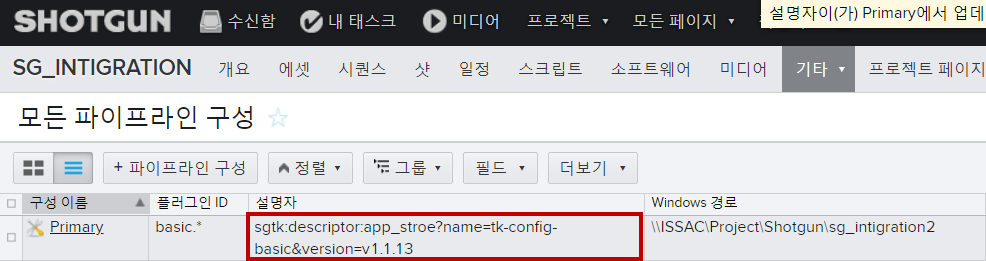 SHOTGUN 수신함 내 태스크 미디어 프로젝트 모든 페이지
설명자이(가) Primary에서 업데
SG_INTIGRATION 개요 에셋 시퀀스 샷 일정 스크립트 소프트웨어 미디어 기타 프로젝트 페이지
모든 파이프라인 구성
+ 파이프라인 구성 정렬 그룹 필드 더보기
구성 이름 플러그인 ID 설명자 Windows 경로
Primary basic.* sgtk:descriptor:app_stroe?name=tk-config- \\ISSAC\Project\Shotgun\sg_intigration2
basic&version=v1.1.13